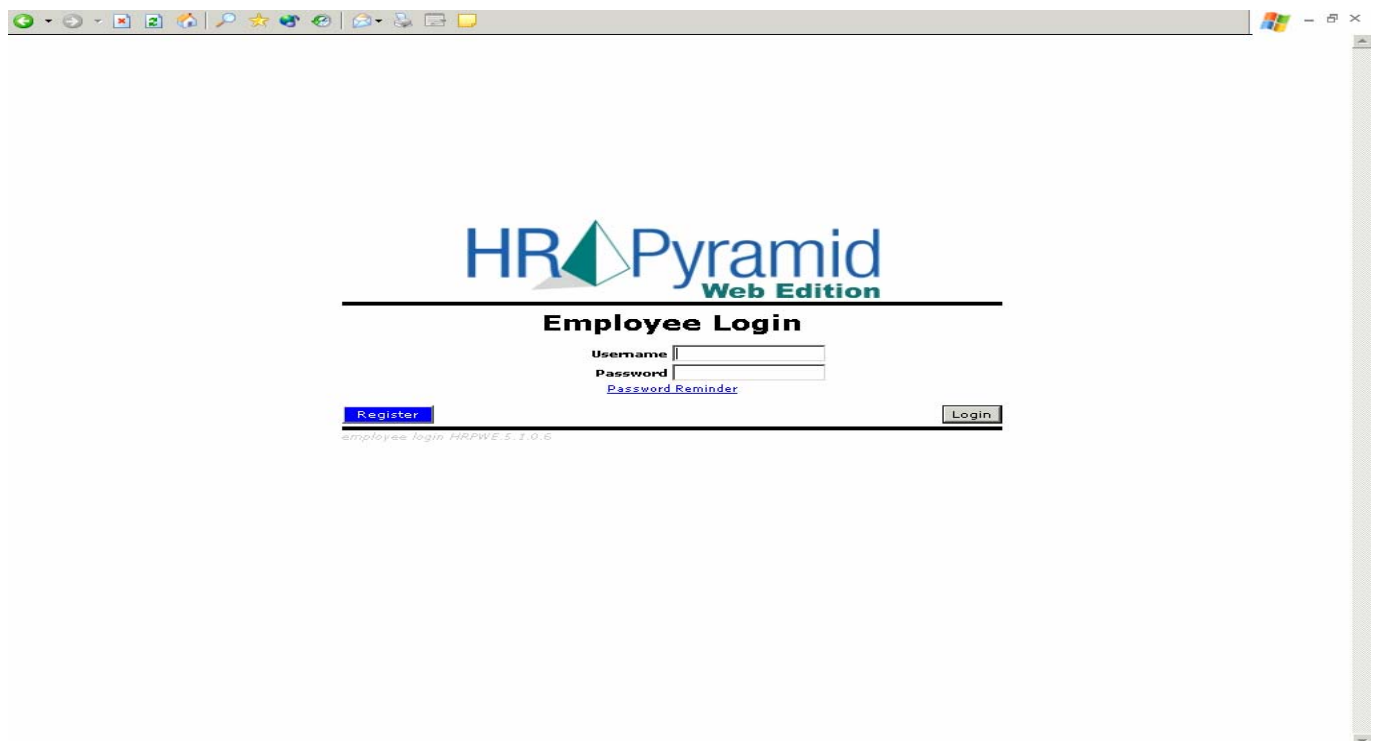 HR Pyramid
Web Edition
Employee Login
Username
Password
Password Reminder
Register Login
employee login HRPWE.5.1.0.6